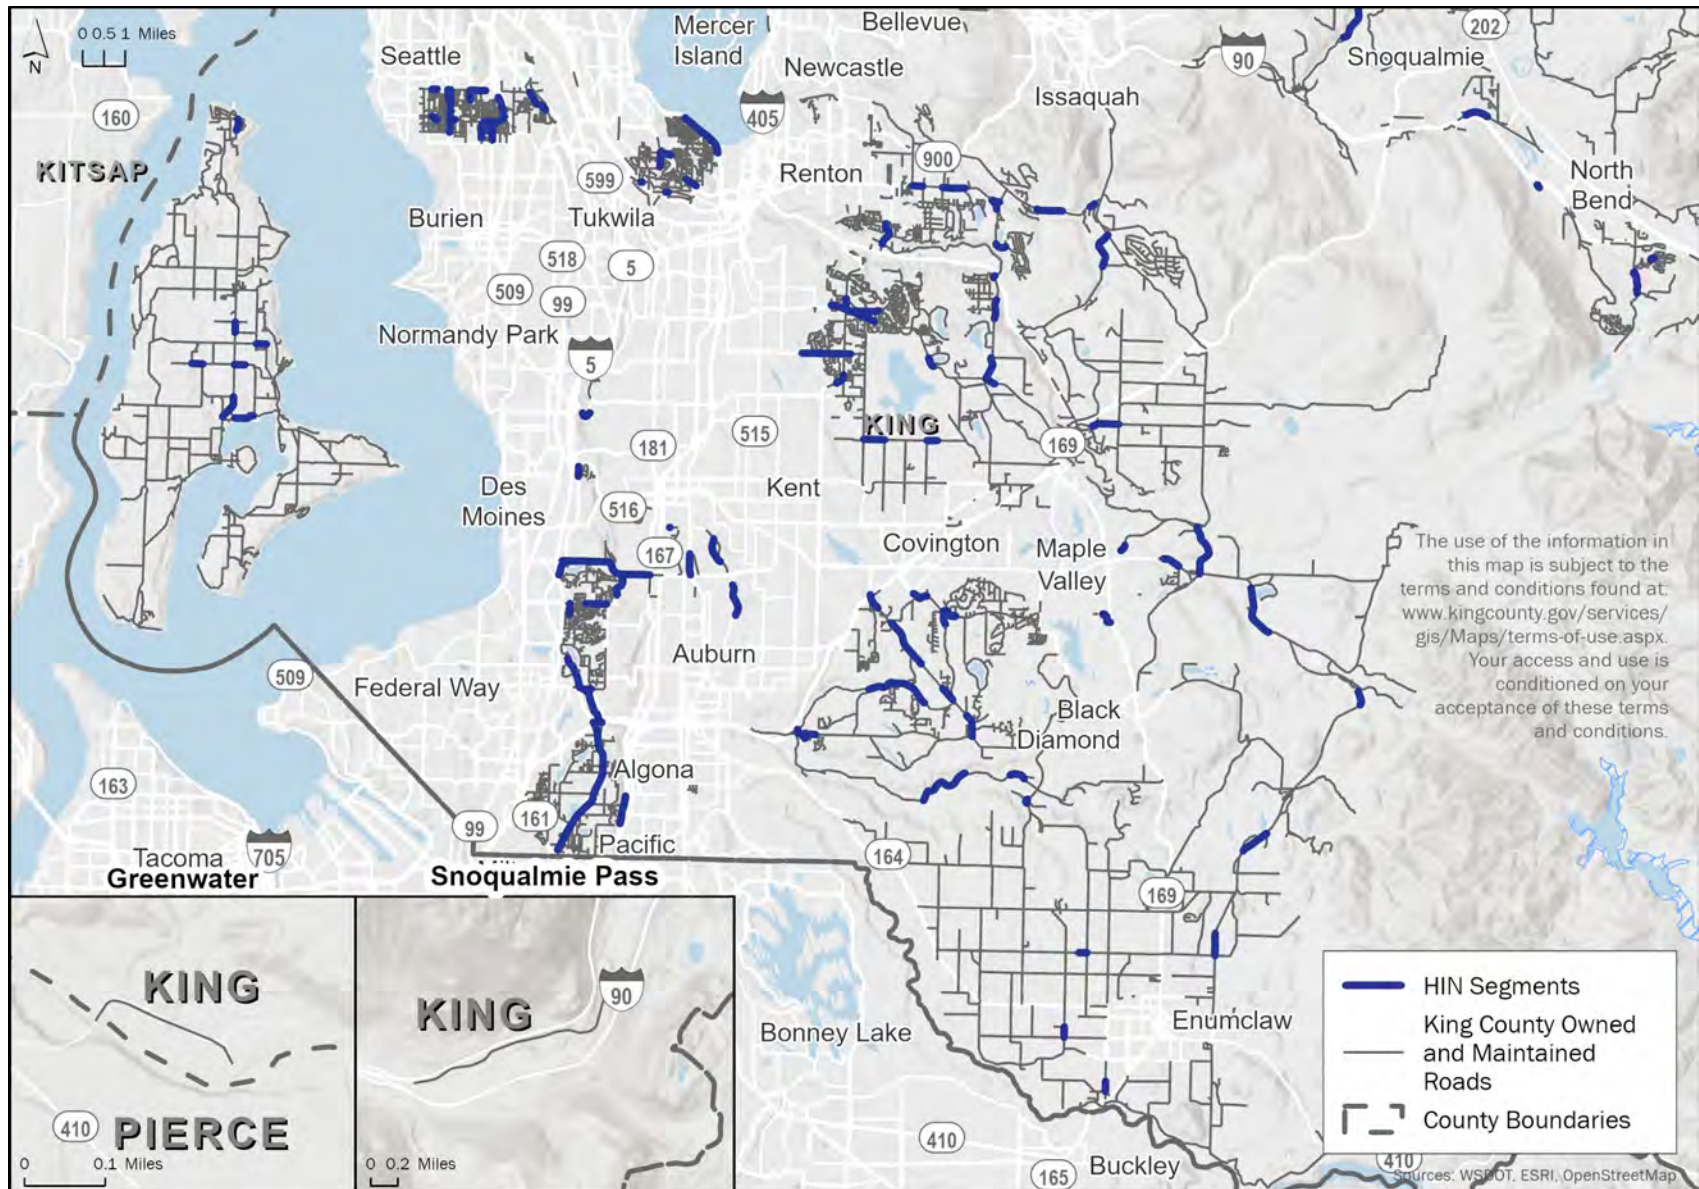 Bellevue
Mercer
Island
202
0 0.5 1 Miles
N
Seattle
90
Snoqualmie
Newcastle
Issaquah
160
405
KITSAP
900
Renton
North
Bend
599
Burien
Tukwila
518
5
509
99
Normandy Park
5
KING
181
515
169
Des
Moines
Kent
516
167
Covington
Maple
Valley
The use of the information in
this map is subject to the
terms and conditions found at:
www.kingcounty.gov/services/
gis/Maps/terms-of-use.aspx.
Your access and use is
conditioned on your
acceptance of these terms
and conditions.
Auburn
509
Federal Way
Black
Diamond
Algona
163
161
99
Pacific
705
Tacoma
164
Greenwater
Snoqualmie Pass
169
KING
KING
90
Bonney Lake
Enumclaw
410
PIERCE
0 0.1 Miles
0 0.2 Miles
410
165
Buckley
410
HIN Segments
King County Owned
and Maintained
Roads
County Boundaries
Sources: WSDOT, ESRI, OpenStreetMap